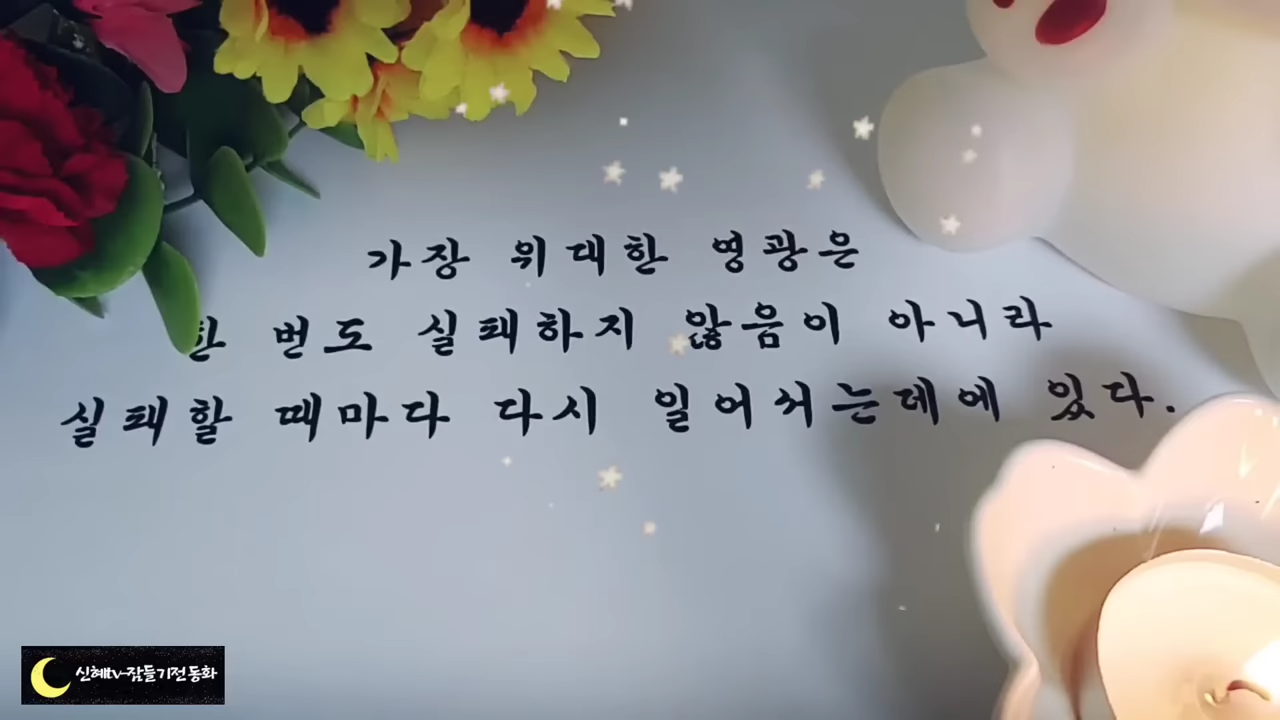 가장 위대한 영광은
한 번도 실패하지 않음이 아니라
실패할 때마다 다시 일어서는데에 있다.
신혜tv-잠들기전동화